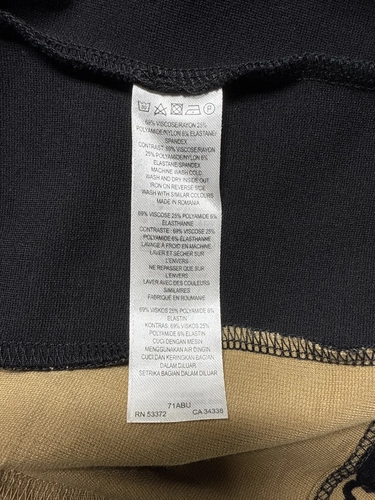 69% VISCOSE/RAYON 25%
POLYAMIDE/NYLON 6% ELASTANE/
SPANDEX
CONTRAST: 69% VISCOSE/RAYON
25% POLYAMIDE/NYLON 6%
ELASTANE/SPANDEX
MACHINE WASH COLD
WASH AND DRY INSIDE OUT
IRON ON REVERSE SIDE
WASH WITH SIMILAR COLOURS
MADE IN ROMANIA
69% VISCOSE 25% POLYAMIDE 6%
ÉLASTHANNE
CONTRASTE : 69% VISCOSE 25%
POLYAMIDE 6% ÉLASTHANNE
LAVAGE À FROID EN MACHINE
LAVER ET SÉCHER SUR
L'ENVERS
NE REPASSER QUE SUR
L'ENVERS
LAVER AVEC DES COULEURS
SIMILAIRES
FABRIQUÉ EN ROUMANIE
69% VISKOS 25% POLYAMIDE 6%
ELASTIN
KONTRAS: 69% VISKOS 25%
POLYAMIDE 6% ELASTIN
CUCI DENGAN MESIN
MENGGUNAKAN AIR DINGIN
CUCI DAN KERINGKAN BAGIAN
DALAM DILUAR
SETRIKA BAGIAN DALAM DILUAR
71ABU
RN 53372 CA 34338